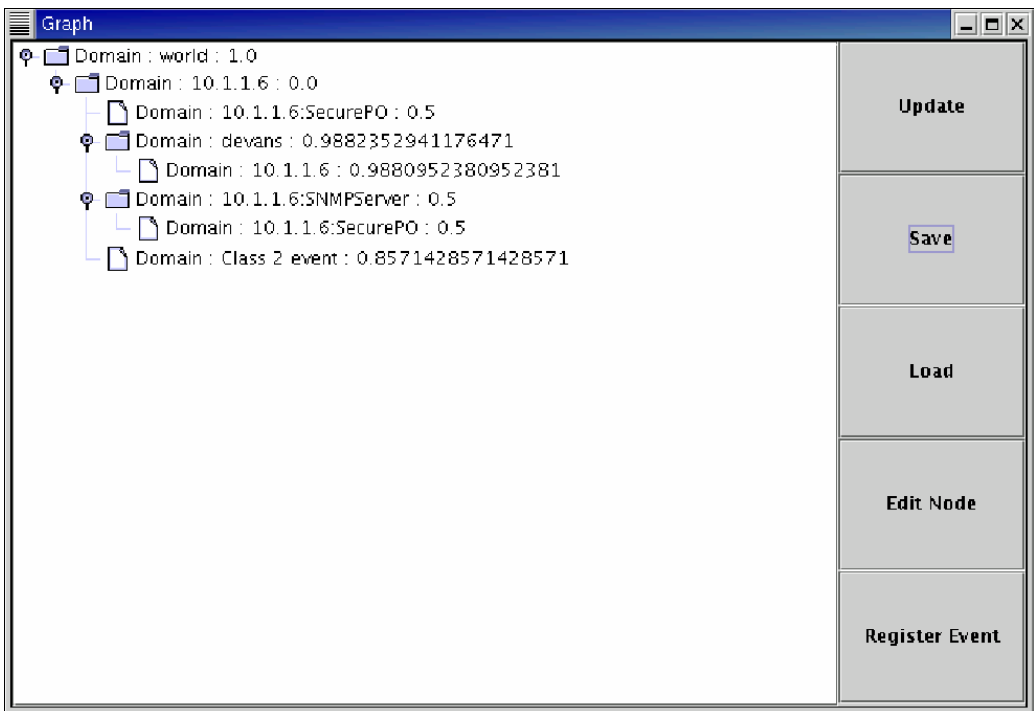 Graph
Domain : world : 1.0
Domain : 10.1.1.6 : 0.0
Domain : 10.1.1.6:SecurePO : 0.5
Domain : devans : 0.9882352941176471
Domain : 10.1.1.6 : 0.9880952380952381
Domain : 10.1.1.6:SNMPServer : 0.5
Domain : 10.1.1.6:SecurePO : 0.5
Domain : Class 2 event : 0.8571428571428571
Update
Save
Load
Edit Node
Register Event